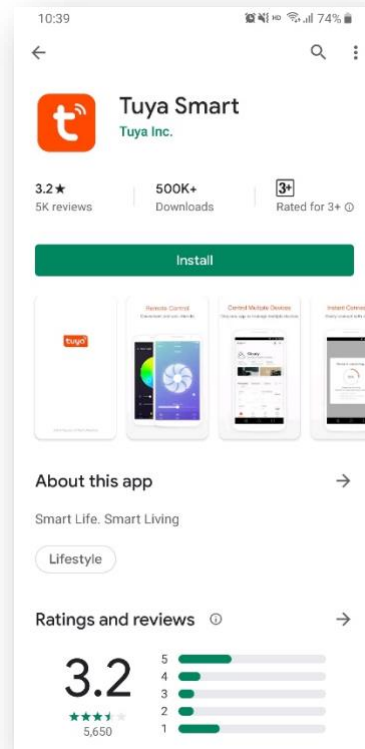 10:39
HD
74%
Tuya Smart
Tuya Inc.
3.2★
500K+
3+
5K reviews
Downloads
Rated for 3+
Install
tuya
Remote Control
Control Multiple Devices
About this app
Smart Life. Smart Living
Lifestyle
Ratings and reviews
3.2
5
4
3
2
1
5,650